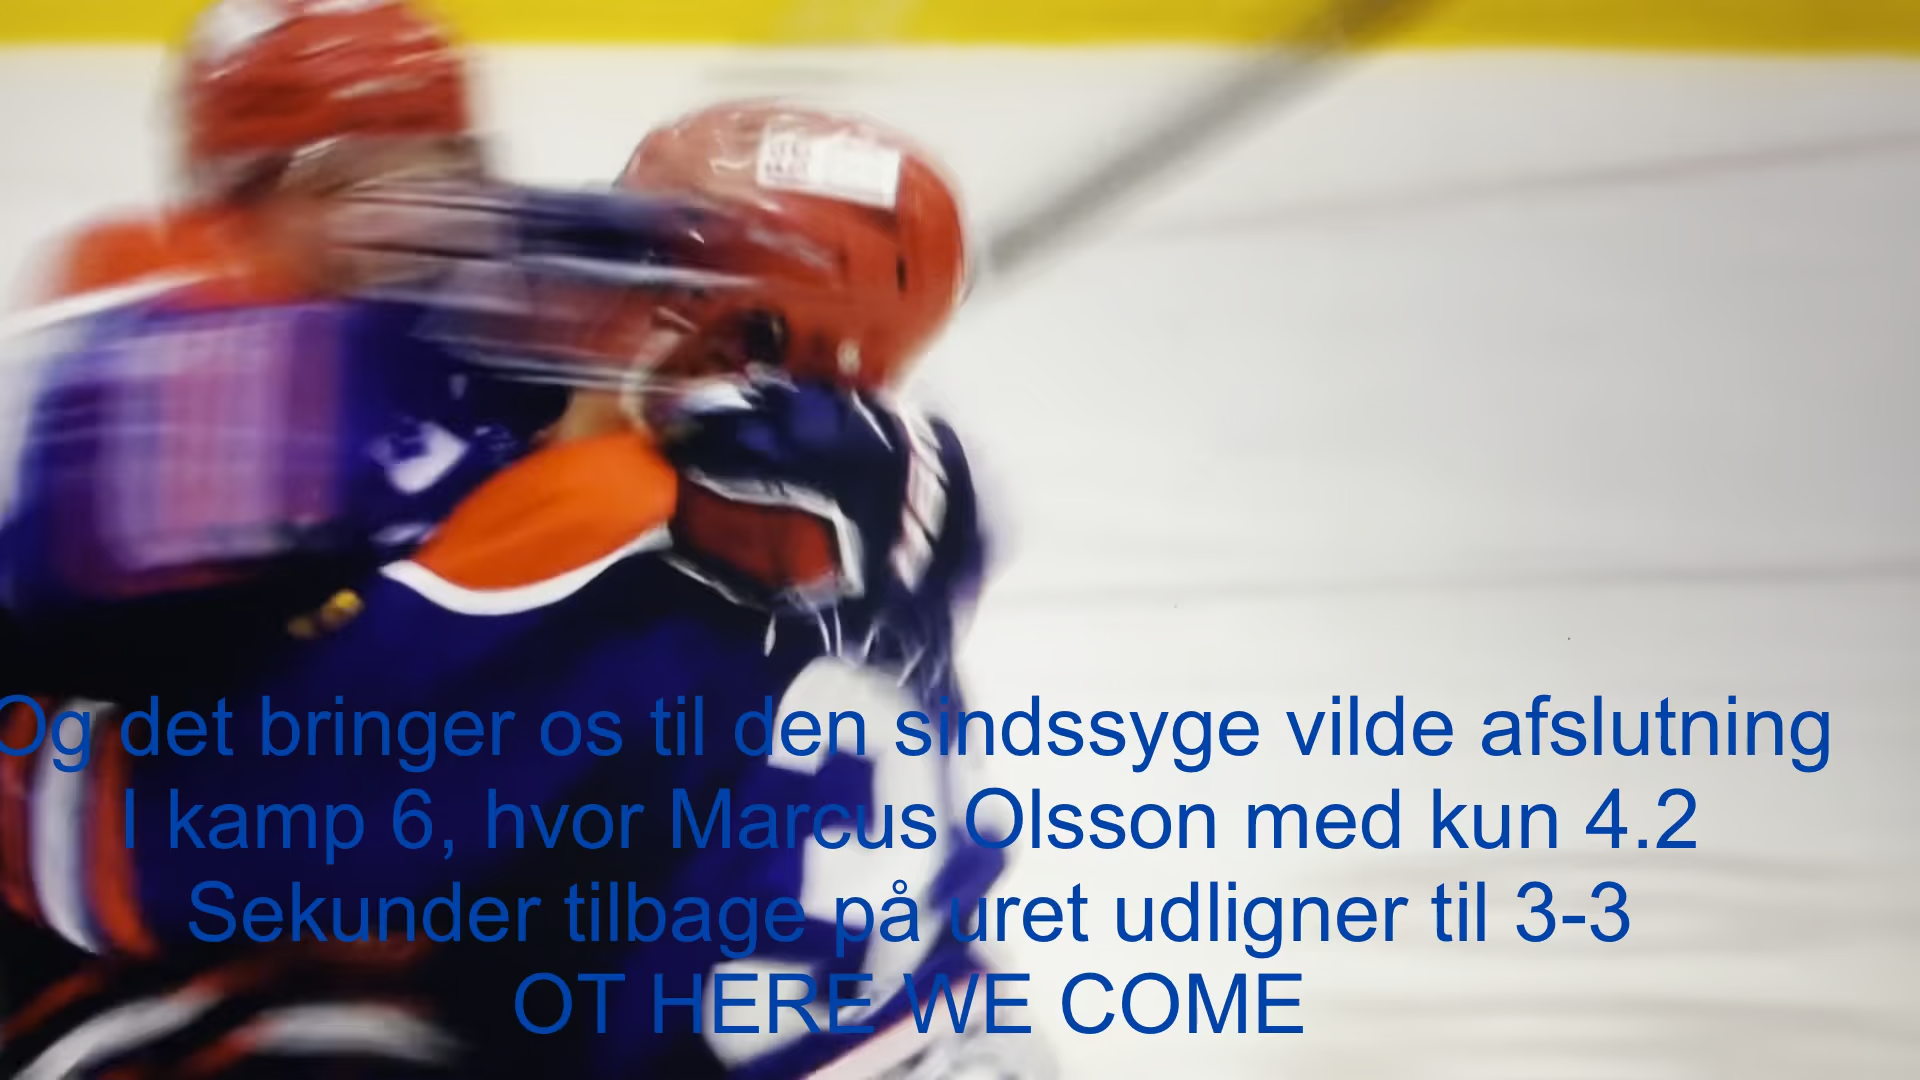 Og det bringer os til den sindssyge vilde afslutning
I kamp 6, hvor Marcus Olsson med kun 4.2
Sekunder tilbage på uret udligner til 3-3
OT HERE WE COME